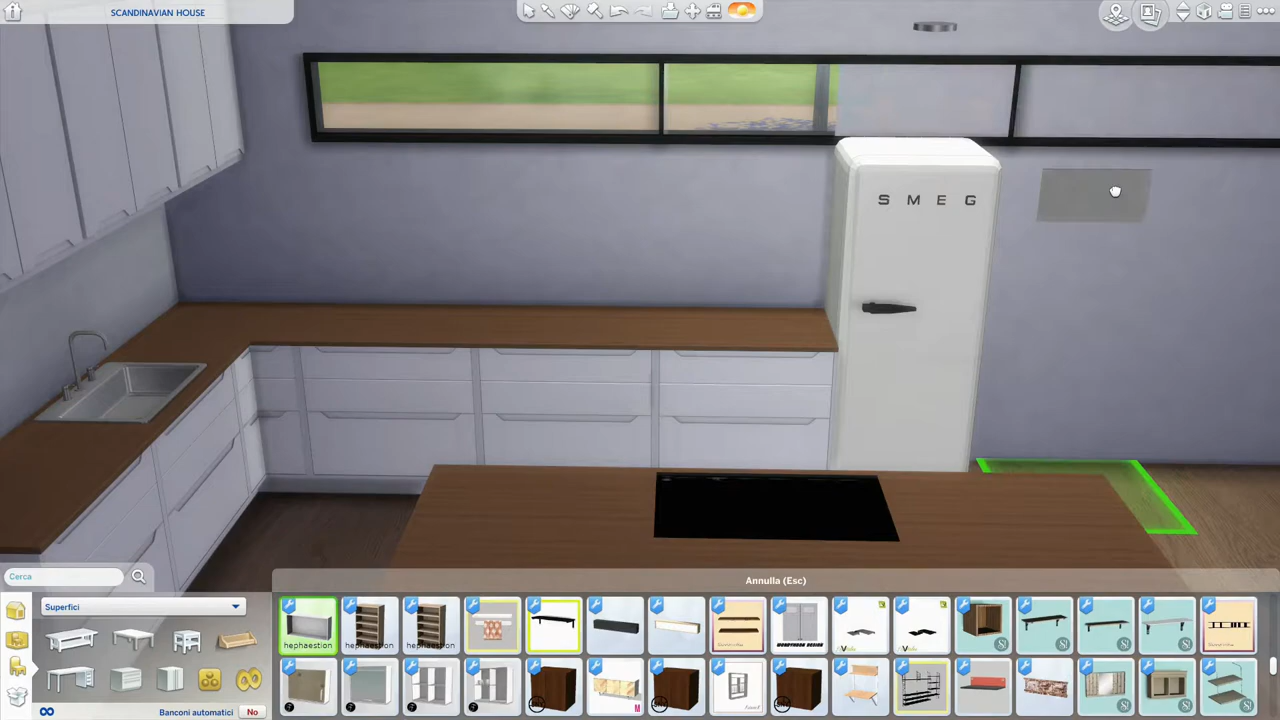 SCANDINAVIAN HOUSE
S M E G
Cerca
Annulla (Esc)
Superfici
hephaestion
hephaestion
hephaestion
Banconi automatici
No